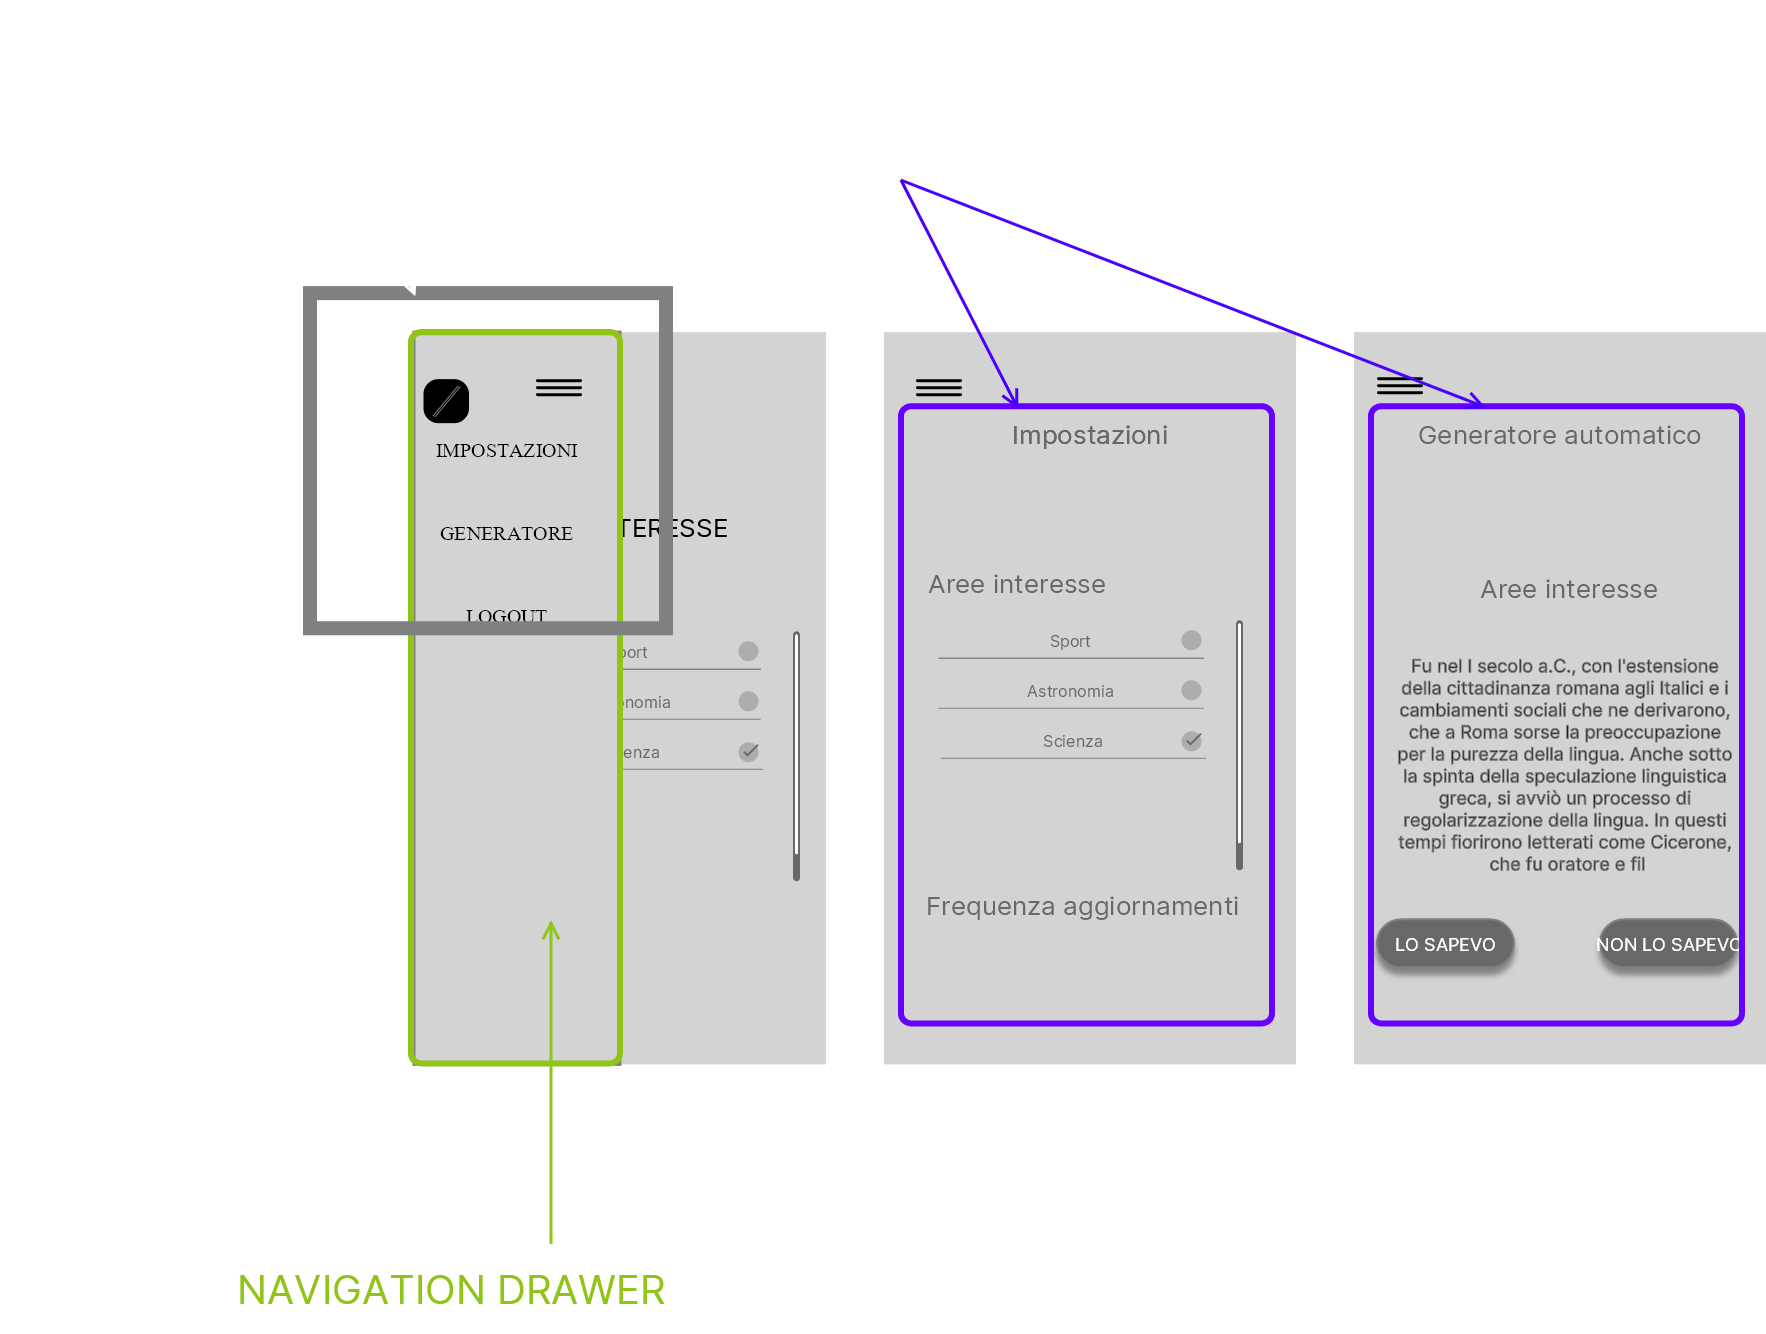 IMPOSTAZIONI
GENERATORE
LOGOUT
TERESSE
port
nomia
enza
Impostazioni
Aree interesse
Sport
Astronomia
Scienza
Frequenza aggiornamenti
Generatore automatico
Aree interesse
Fu nel I secolo a.C., con l'estensione
della cittadinanza romana agli Italici e i
cambiamenti sociali che ne derivarono,
che a Roma sorse la preoccupazione
per la purezza della lingua. Anche sotto
la spinta della speculazione linguistica
greca, si avviò un processo di
regolarizzazione della lingua. In questi
tempi fiorirono letterati come Cicerone,
che fu oratore e fil
LO SAPEVO
NON LO SAPEVO
NAVIGATION DRAWER